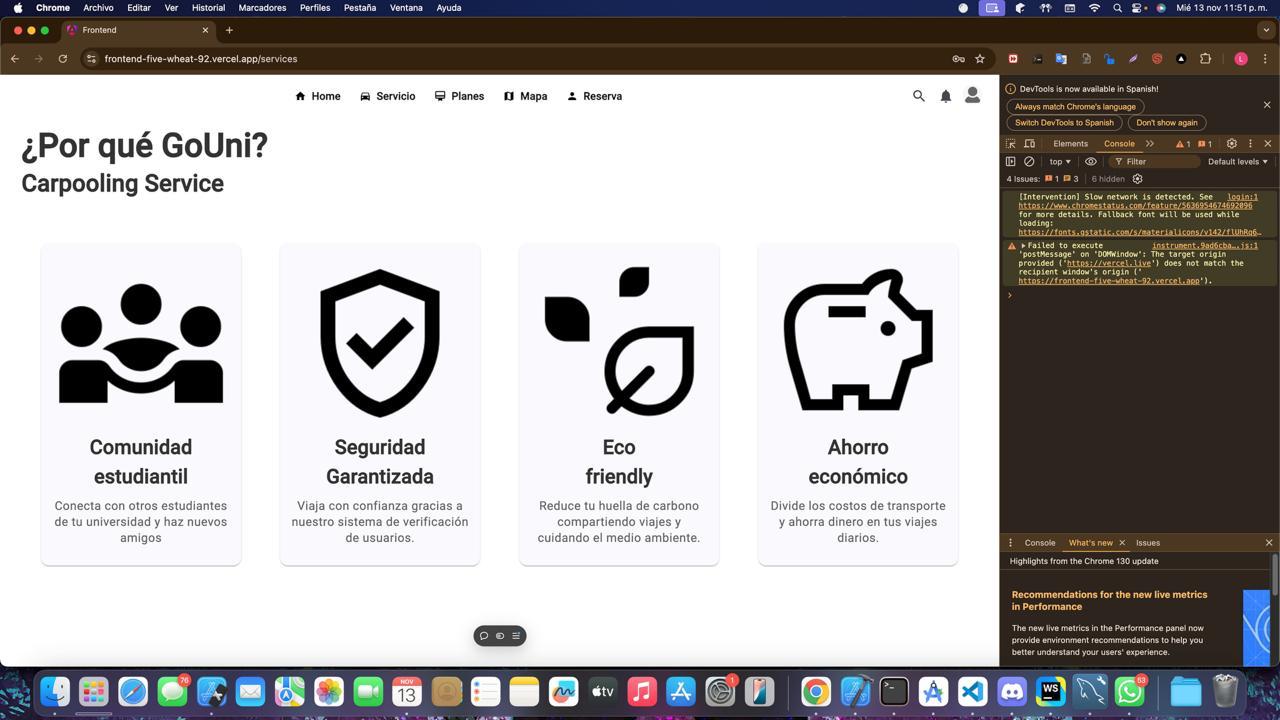 Chrome Archivo Editar Ver Historial Marcadores Perfiles Pestaña Ventana Ayuda Mié 13 nov 11:51 p.m.
Frontend
frontend-five-wheat-92.vercel.app/services
L
Home Servicio Planes Mapa Reserva
¿Por qué GoUni?
Carpooling Service
Comunidad
estudiantil
Conecta con otros estudiantes
de tu universidad y haz nuevos
amigos
Seguridad
Garantizada
Viaja con confianza gracias a
nuestro sistema de verificación
de usuarios.
Eco
friendly
Reduce tu huella de carbono
compartiendo viajes y
cuidando el medio ambiente.
Ahorro
económico
Divide los costos de transporte
y ahorra dinero en tus viajes
diarios.
DevTools is now available in Spanish!
Always match Chrome's language
Switch DevTools to Spanish Don't show again
Elements Console 1 1
top Filter Default levels
4 Issues: 1 3 6 hidden
[Intervention] Slow network is detected. See login:1
https://www.chromestatus.com/feature/5636954674692096
for more details. Fallback font will be used while
loading:
https://fonts.gstatic.com/s/materialicons/v142/flUhRq6…
Failed to execute instrument.9ad6cba….js:1
'postMessage' on 'DOMWindow': The target origin
provided ('https://vercel.live') does not match the
recipient window's origin ('
https://frontend-five-wheat-92.vercel.app').
Console What's new Issues
Highlights from the Chrome 130 update
Recommendations for the new live metrics
in Performance
The new live metrics in the Performance panel now
provide environment recommendations to help you
better understand your users' experience.
76 NOV 13 tv 1 WS 53